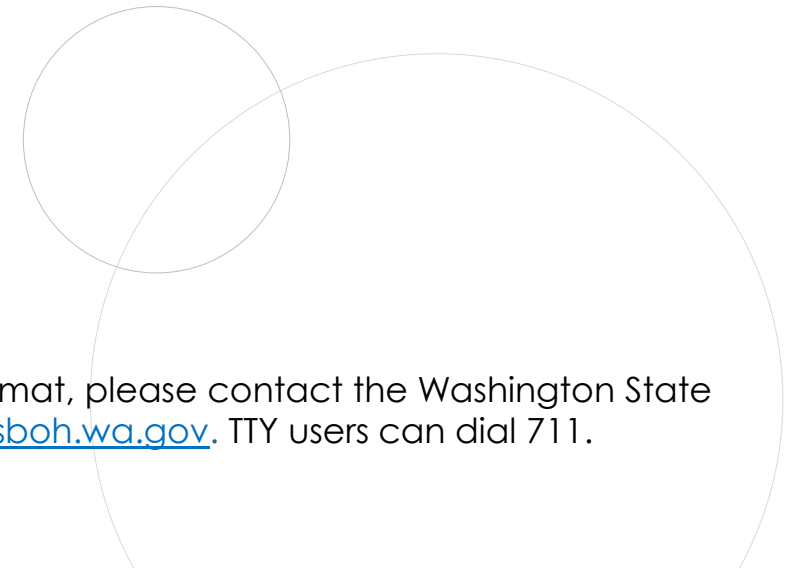 mat, please contact the Washington State
sboh.wa.gov. TTY users can dial 711.